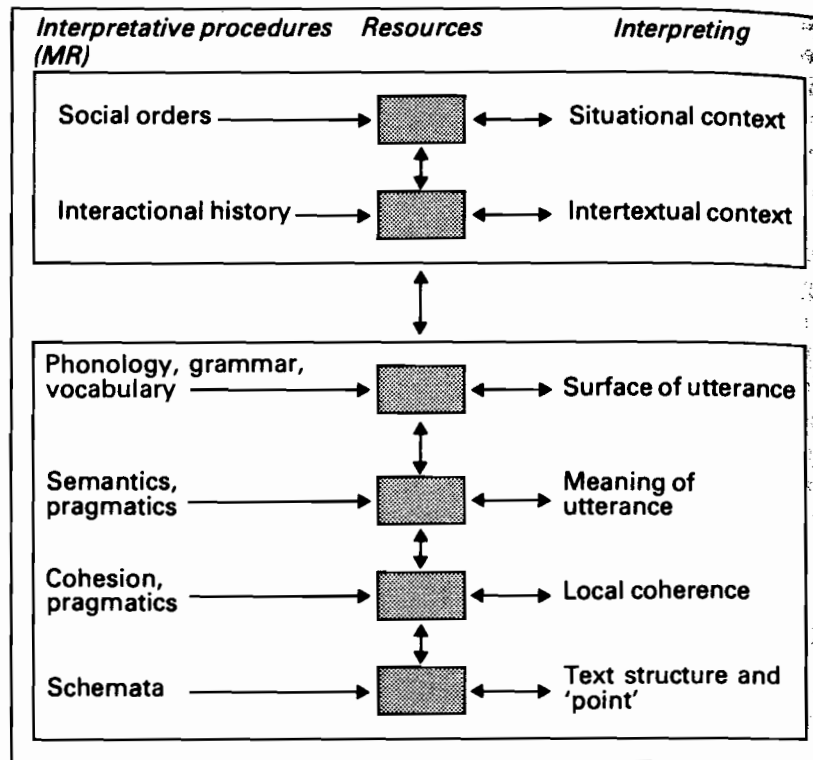 Interpretative procedures Resources Interpreting
(MR)
Social orders Situational context
Interactional history Intertextual context
Phonology, grammar,
vocabulary Surface of utterance
Semantics, Meaning of
pragmatics utterance
Cohesion,
pragmatics Local coherence
Schemata Text structure and
'point'